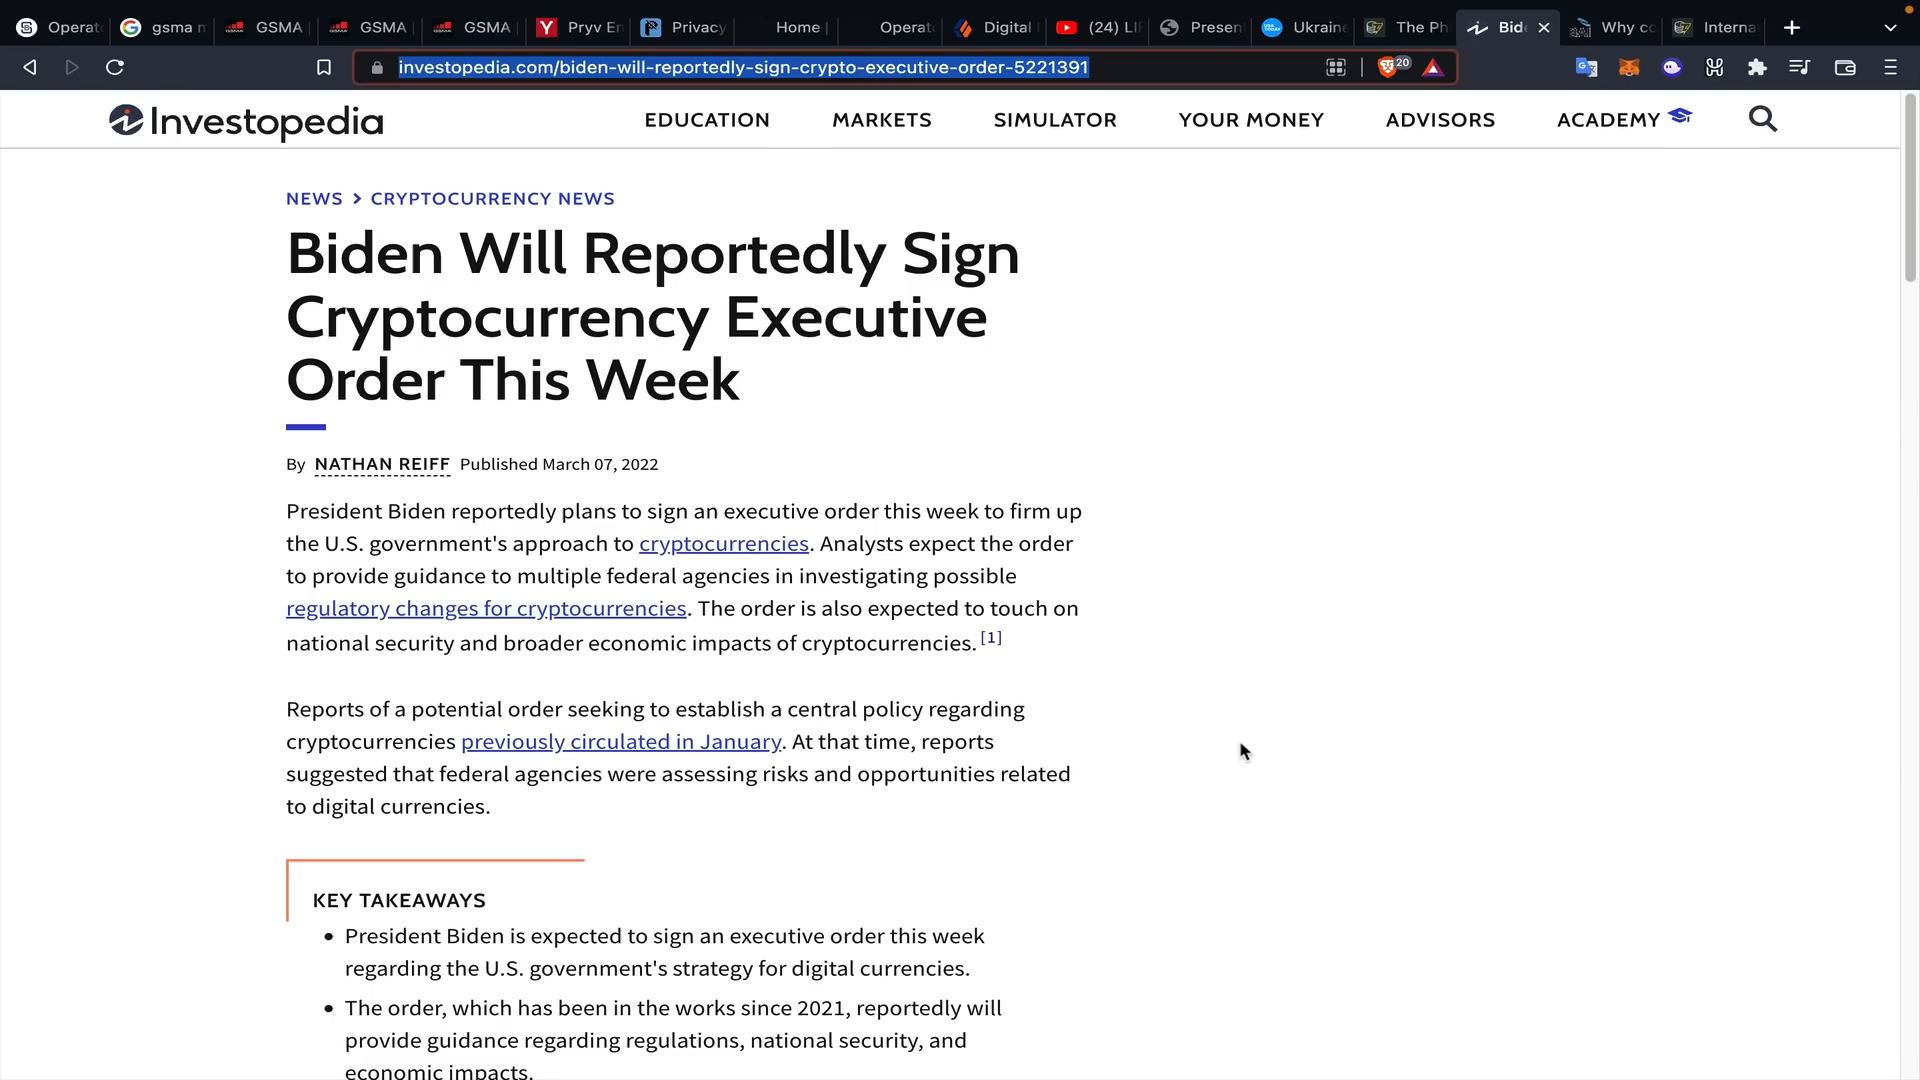 Operat
gsma m
GSMA
GSMA
GSMA
Pryv En
Privacy
Home
Operat
Digital
(24) LI
Presen
Ukraine
The Ph
Bid
Why co
Interna
investopedia.com/biden-will-reportedly-sign-crypto-executive-order-5221391
20
Investopedia
EDUCATION
MARKETS
SIMULATOR
YOUR MONEY
ADVISORS
ACADEMY
NEWS > CRYPTOCURRENCY NEWS
Biden Will Reportedly Sign
Cryptocurrency Executive
Order This Week
By NATHAN REIFF Published March 07, 2022
President Biden reportedly plans to sign an executive order this week to firm up
the U.S. government's approach to cryptocurrencies. Analysts expect the order
to provide guidance to multiple federal agencies in investigating possible
regulatory changes for cryptocurrencies. The order is also expected to touch on
national security and broader economic impacts of cryptocurrencies. [1]
Reports of a potential order seeking to establish a central policy regarding
cryptocurrencies previously circulated in January. At that time, reports
suggested that federal agencies were assessing risks and opportunities related
to digital currencies.
KEY TAKEAWAYS
• President Biden is expected to sign an executive order this week
regarding the U.S. government's strategy for digital currencies.
• The order, which has been in the works since 2021, reportedly will
provide guidance regarding regulations, national security, and
economic impacts.